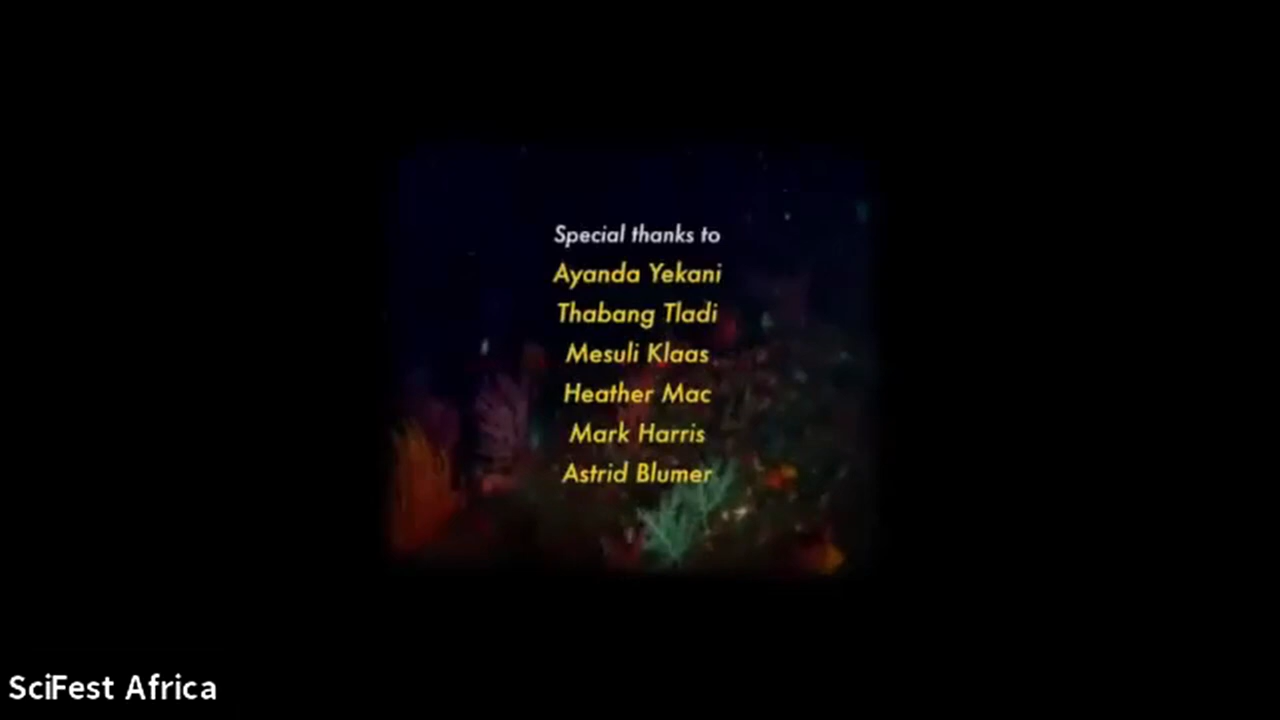 Special thanks to
Ayanda Yekani
Thabang Tladi
Mesuli Klaas
Heather Mac
Mark Harris
Astrid Blumer
SciFest Africa